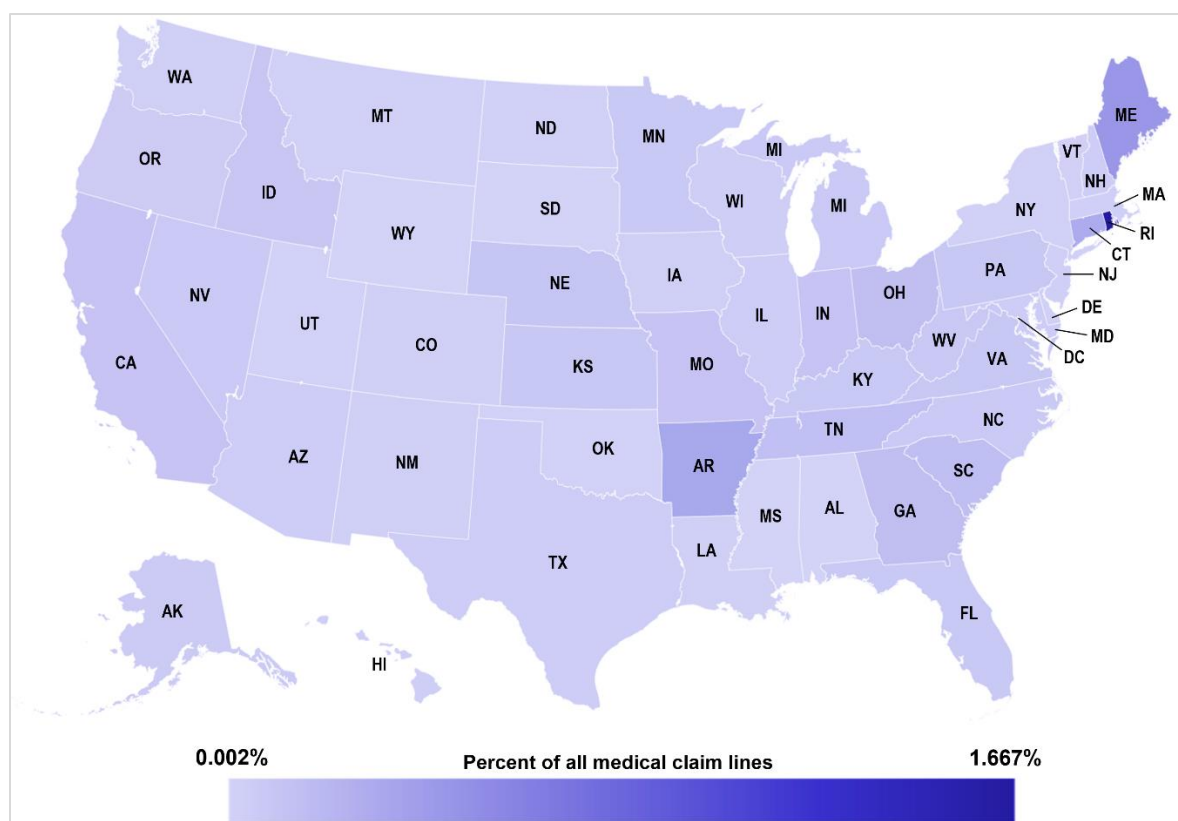 WA
MT
ND
MN
MI
ME
VT
NH
MA
OR
ID
SD
WI
MI
NY
RI
CT
WY
IA
PA
NJ
NE
OH
DE
NV
UT
CO
IL
IN
WV
MD
DC
CA
KS
MO
KY
VA
AZ
NM
OK
AR
TN
NC
SC
MS
AL
GA
TX
LA
AK
HI
FL
0.002%
Percent of all medical claim lines
1.667%